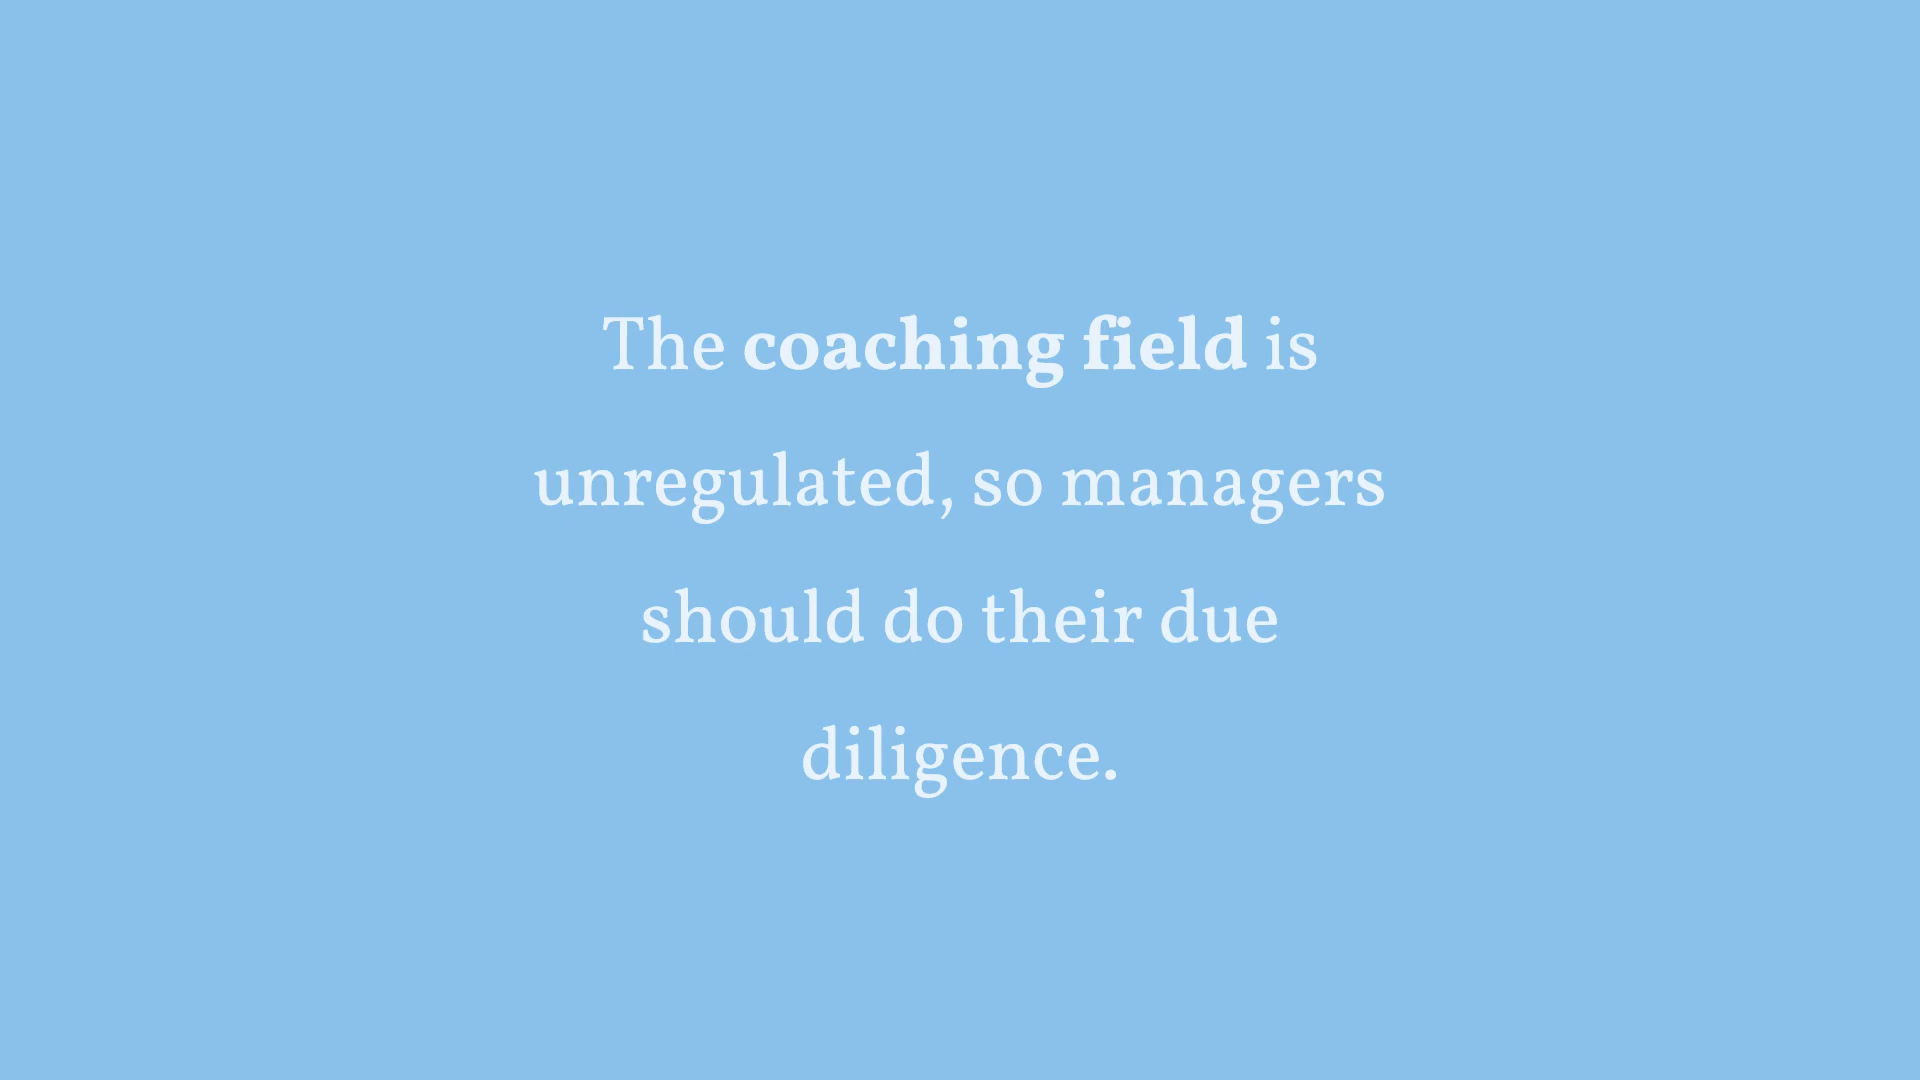 The coaching field is
unregulated, so managers
should do their due
diligence.